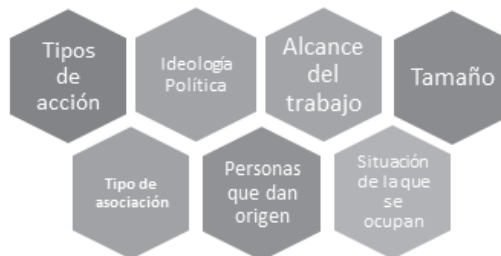 Tipos
de
acción
Ideología
Política
Alcance
del
trabajo
Tamaño
Tipo de
asociación
Personas
que dan
origen
Situación
de la que
se
ocupan